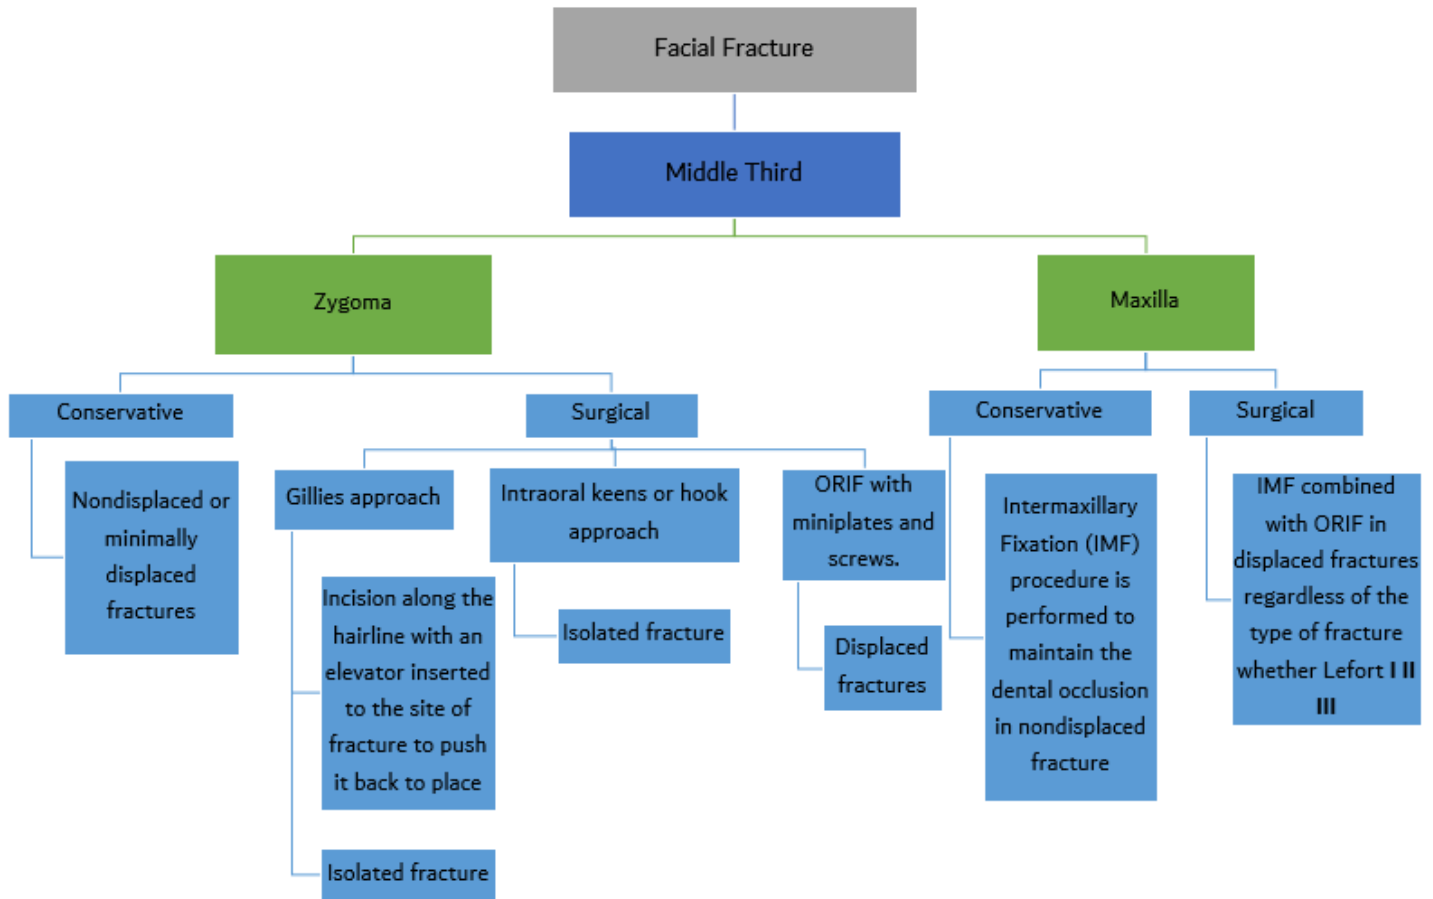 Facial Fracture
Middle Third
Zygoma
Maxilla
Conservative
Surgical
Conservative
Surgical
Nondisplaced or
minimally
displaced
fractures
Gillies approach
Incision along the
hairline with an
elevator inserted
to the site of
fracture to push
it back to place
Isolated fracture
Intraoral keens or hook
approach
Isolated fracture
ORIF with
miniplates and
screws.
Displaced
fractures
Intermaxillary
Fixation (IMF)
procedure is
performed to
maintain the
dental occlusion
in nondisplaced
fracture
IMF combined
with ORIF in
displaced fractures
regardless of the
type of fracture
whether Lefort I II
III